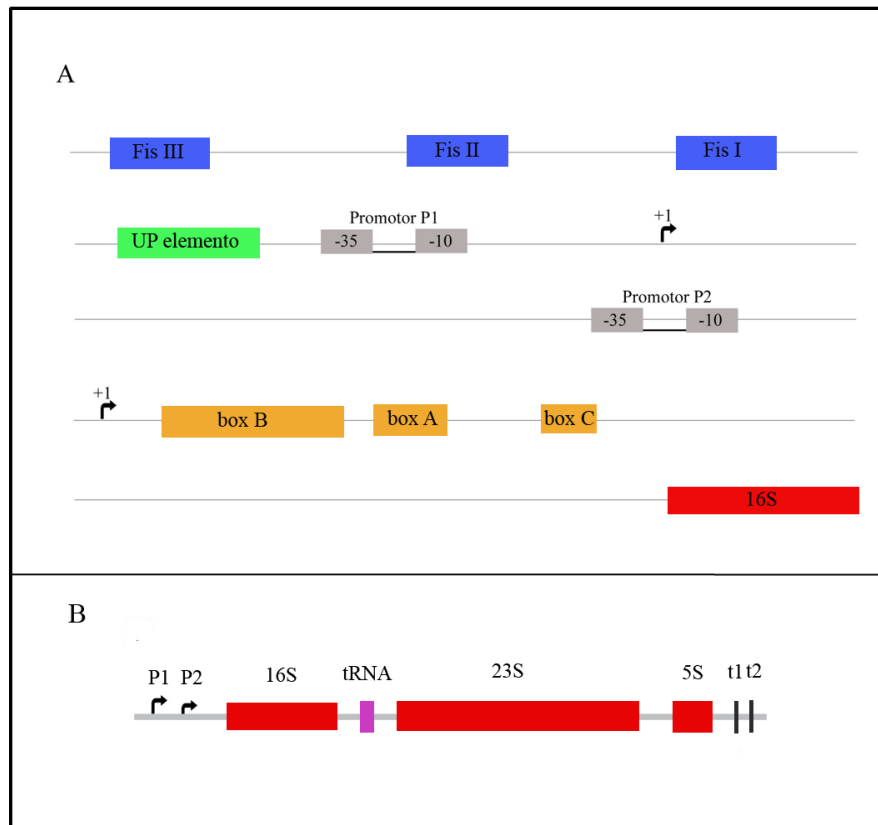 A
Fis III Fis II Fis I
Promotor P1
+1
UP elemento -35 -10
Promotor P2
-35 -10
+1
box B box A box C
16S
B
P1 P2 16S tRNA 23S 5S t1 t2